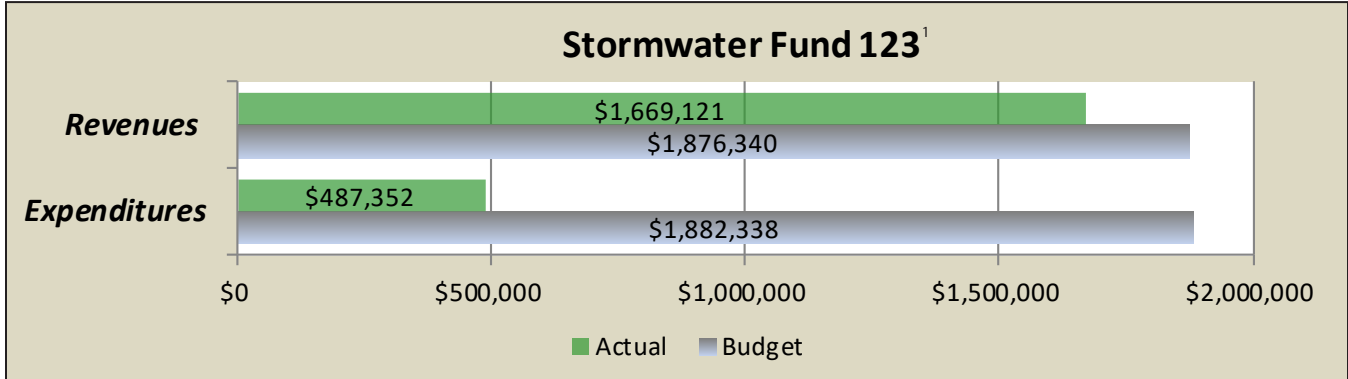 Stormwater Fund 123¹
Revenues
$1,669,121
$1,876,340
Expenditures
$487,352
$1,882,338
$0 $500,000 $1,000,000 $1,500,000 $2,000,000
Actual Budget